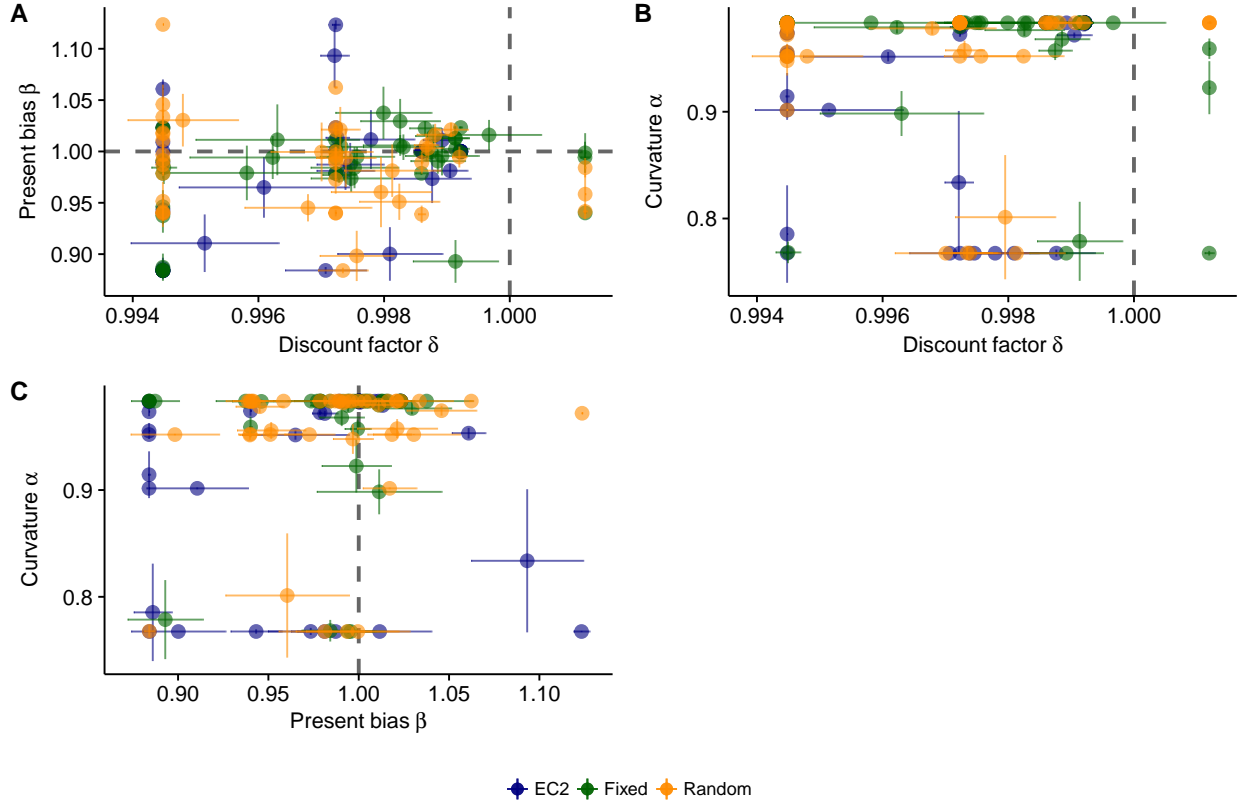 A
Present bias β
1.10
1.05
1.00
0.95
0.90
0.994 0.996 0.998 1.000
Discount factor δ
B
Curvature α
0.9
0.8
0.994 0.996 0.998 1.000
Discount factor δ
C
Curvature α
0.9
0.8
0.90 0.95 1.00 1.05 1.10
Present bias β
EC2 Fixed Random